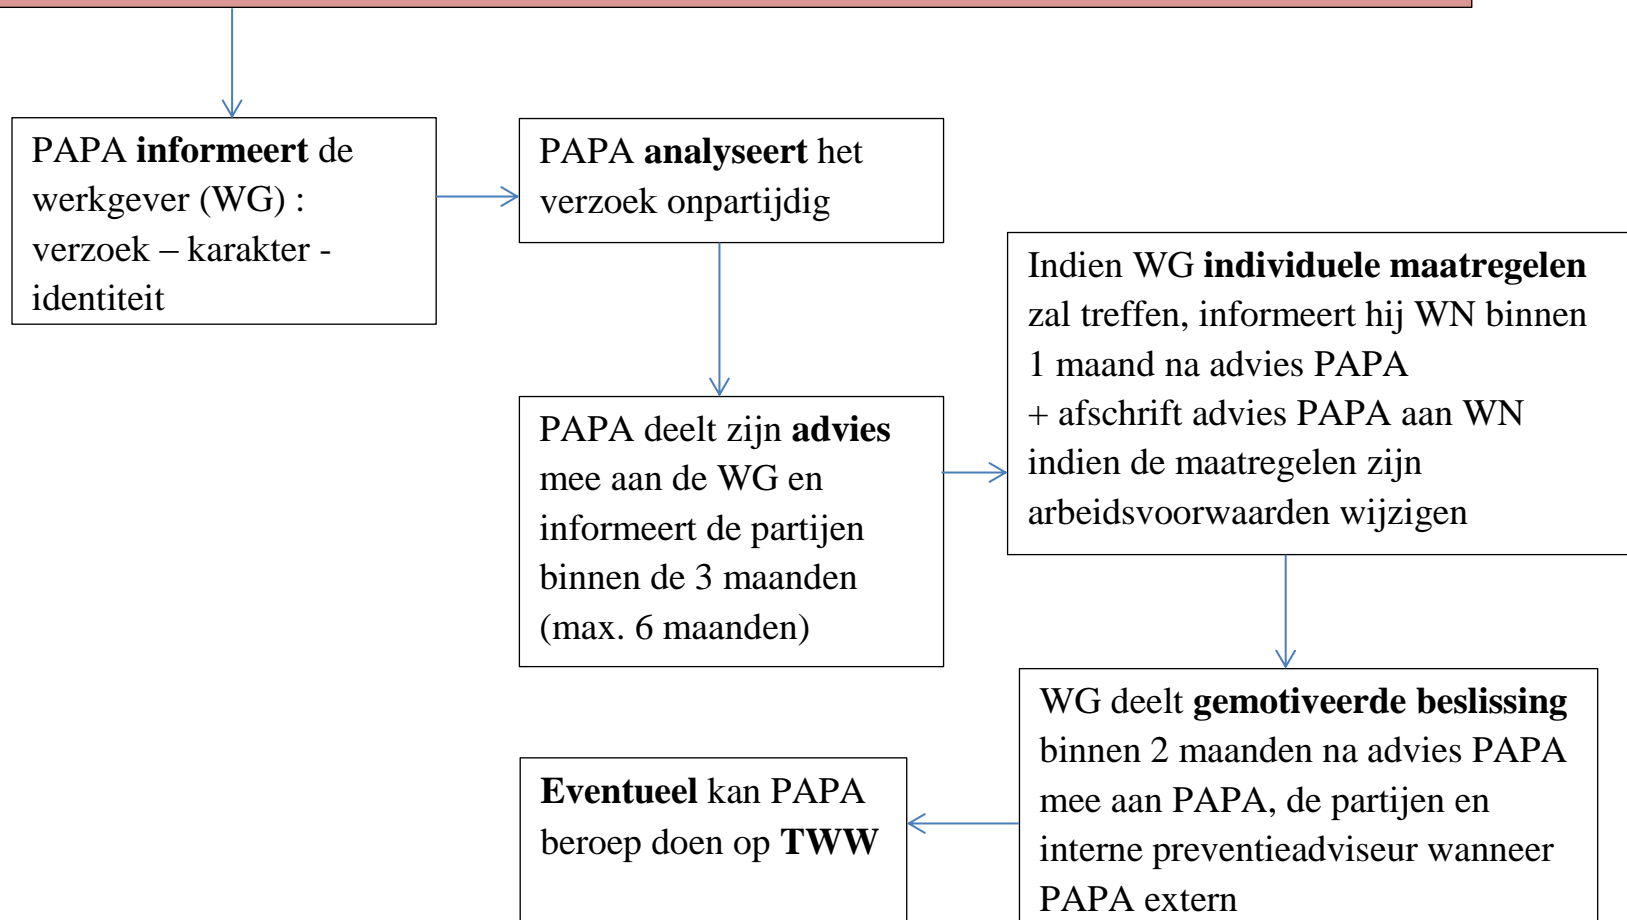 PAPA informeert de
werkgever (WG) :
verzoek – karakter -
identiteit
PAPA analyseert het
verzoek onpartijdig
PAPA deelt zijn advies
mee aan de WG en
informeert de partijen
binnen de 3 maanden
(max. 6 maanden)
Indien WG individuele maatregelen
zal treffen, informeert hij WN binnen
1 maand na advies PAPA
+ afschrift advies PAPA aan WN
indien de maatregelen zijn
arbeidsvoorwaarden wijzigen
WG deelt gemotiveerde beslissing
binnen 2 maanden na advies PAPA
mee aan PAPA, de partijen en
interne preventieadviseur wanneer
PAPA extern
Eventueel kan PAPA
beroep doen op TWW